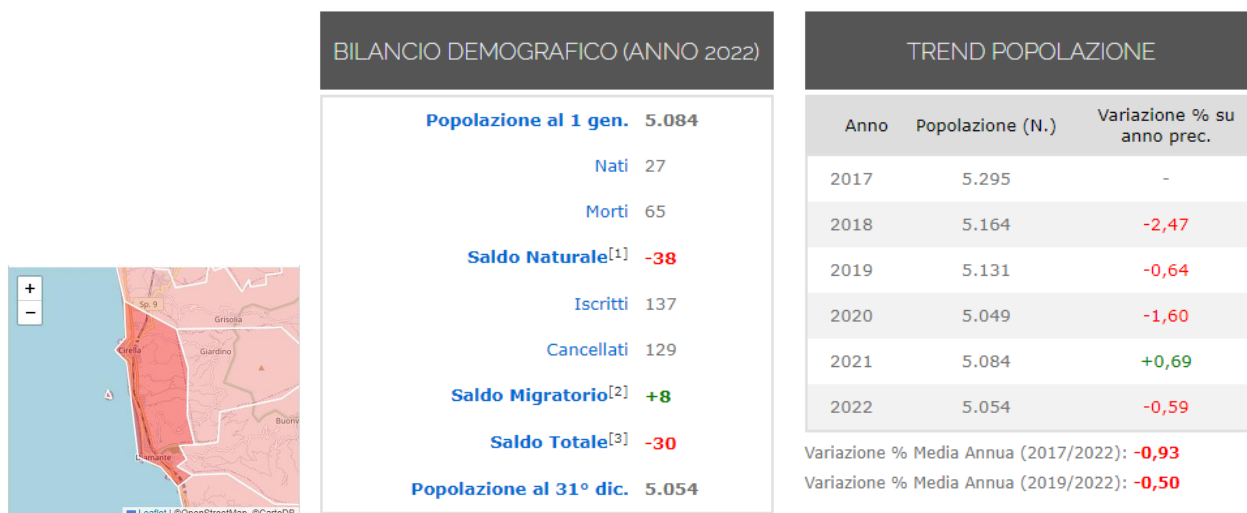 BILANCIO DEMOGRAFICO (ANNO 2022)
Popolazione al 1 gen. 5.084
Nati 27
Morti 65
Saldo Naturale[1] -38
Iscritti 137
Cancellati 129
Saldo Migratorio[2] +8
Saldo Totale[3] -30
Popolazione al 31° dic. 5.054
TREND POPOLAZIONE
Anno Popolazione (N.) Variazione % su
anno prec.
2017 5.295 -
2018 5.164 -2,47
2019 5.131 -0,64
2020 5.049 -1,60
2021 5.084 +0,69
2022 5.054 -0,59
Variazione % Media Annua (2017/2022): -0,93
Variazione % Media Annua (2019/2022): -0,50
+
−
Sp. 9
Grisolia
Cirella
Giardino
Diamante
Leaflet | ©OpenStreetMap, ©CartoDB